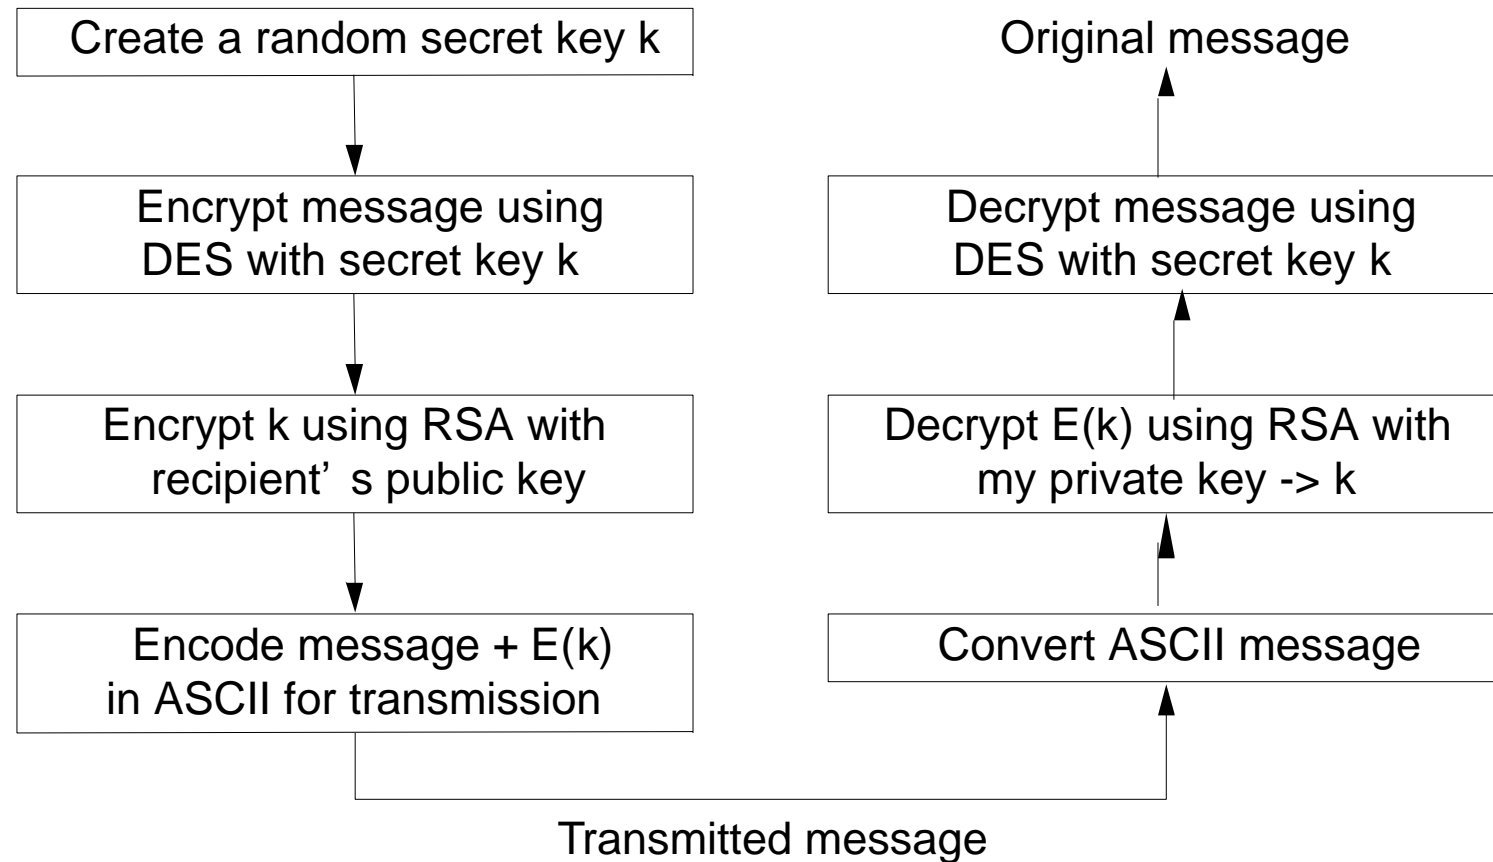 Create a random secret key k
Encrypt message using
DES with secret key k
Encrypt k using RSA with
recipient’ s public key
Encode message + E(k)
in ASCII for transmission
Transmitted message
Convert ASCII message
Decrypt E(k) using RSA with
my private key -> k
Decrypt message using
DES with secret key k
Original message